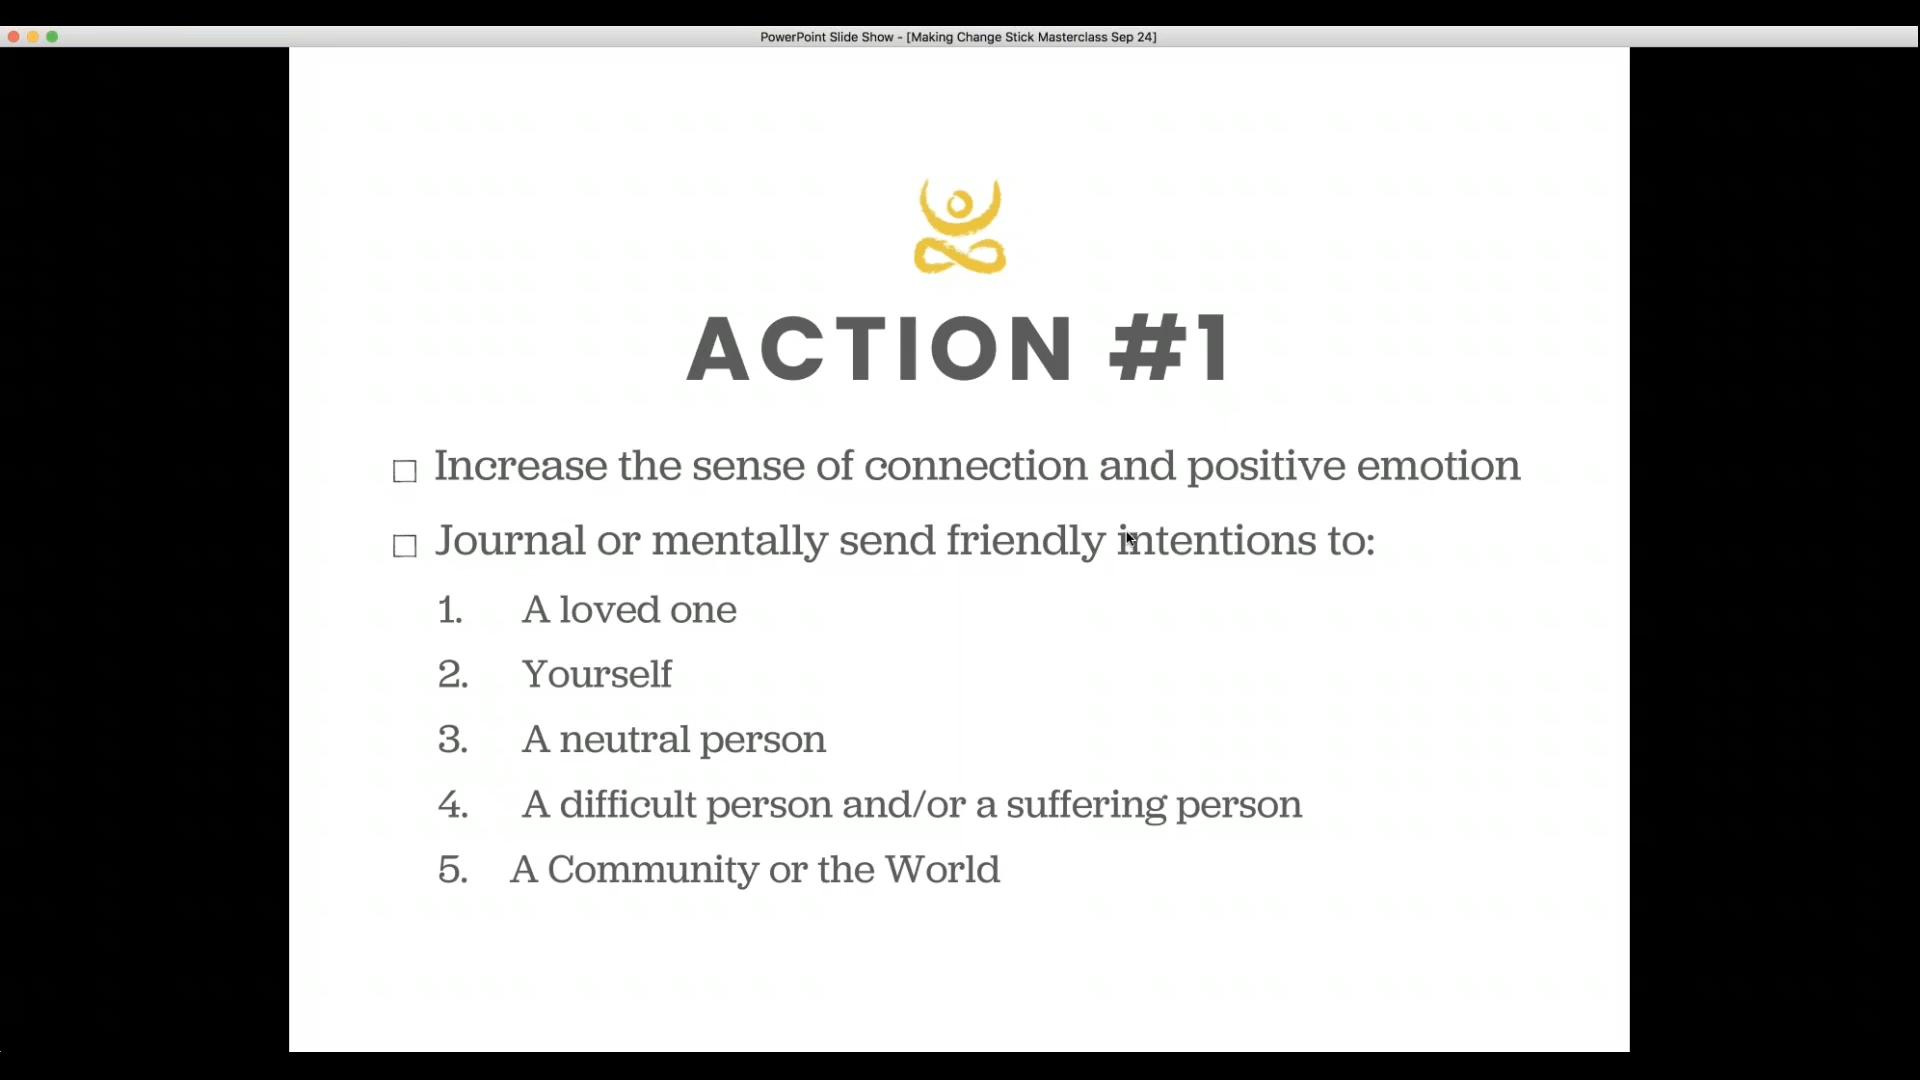 PowerPoint Slide Show - [Making Change Stick Masterclass Sep 24]
ACTION #1
Increase the sense of connection and positive emotion
Journal or mentally send friendly intentions to:
1. A loved one
2. Yourself
3. A neutral person
4. A difficult person and/or a suffering person
5. A Community or the World